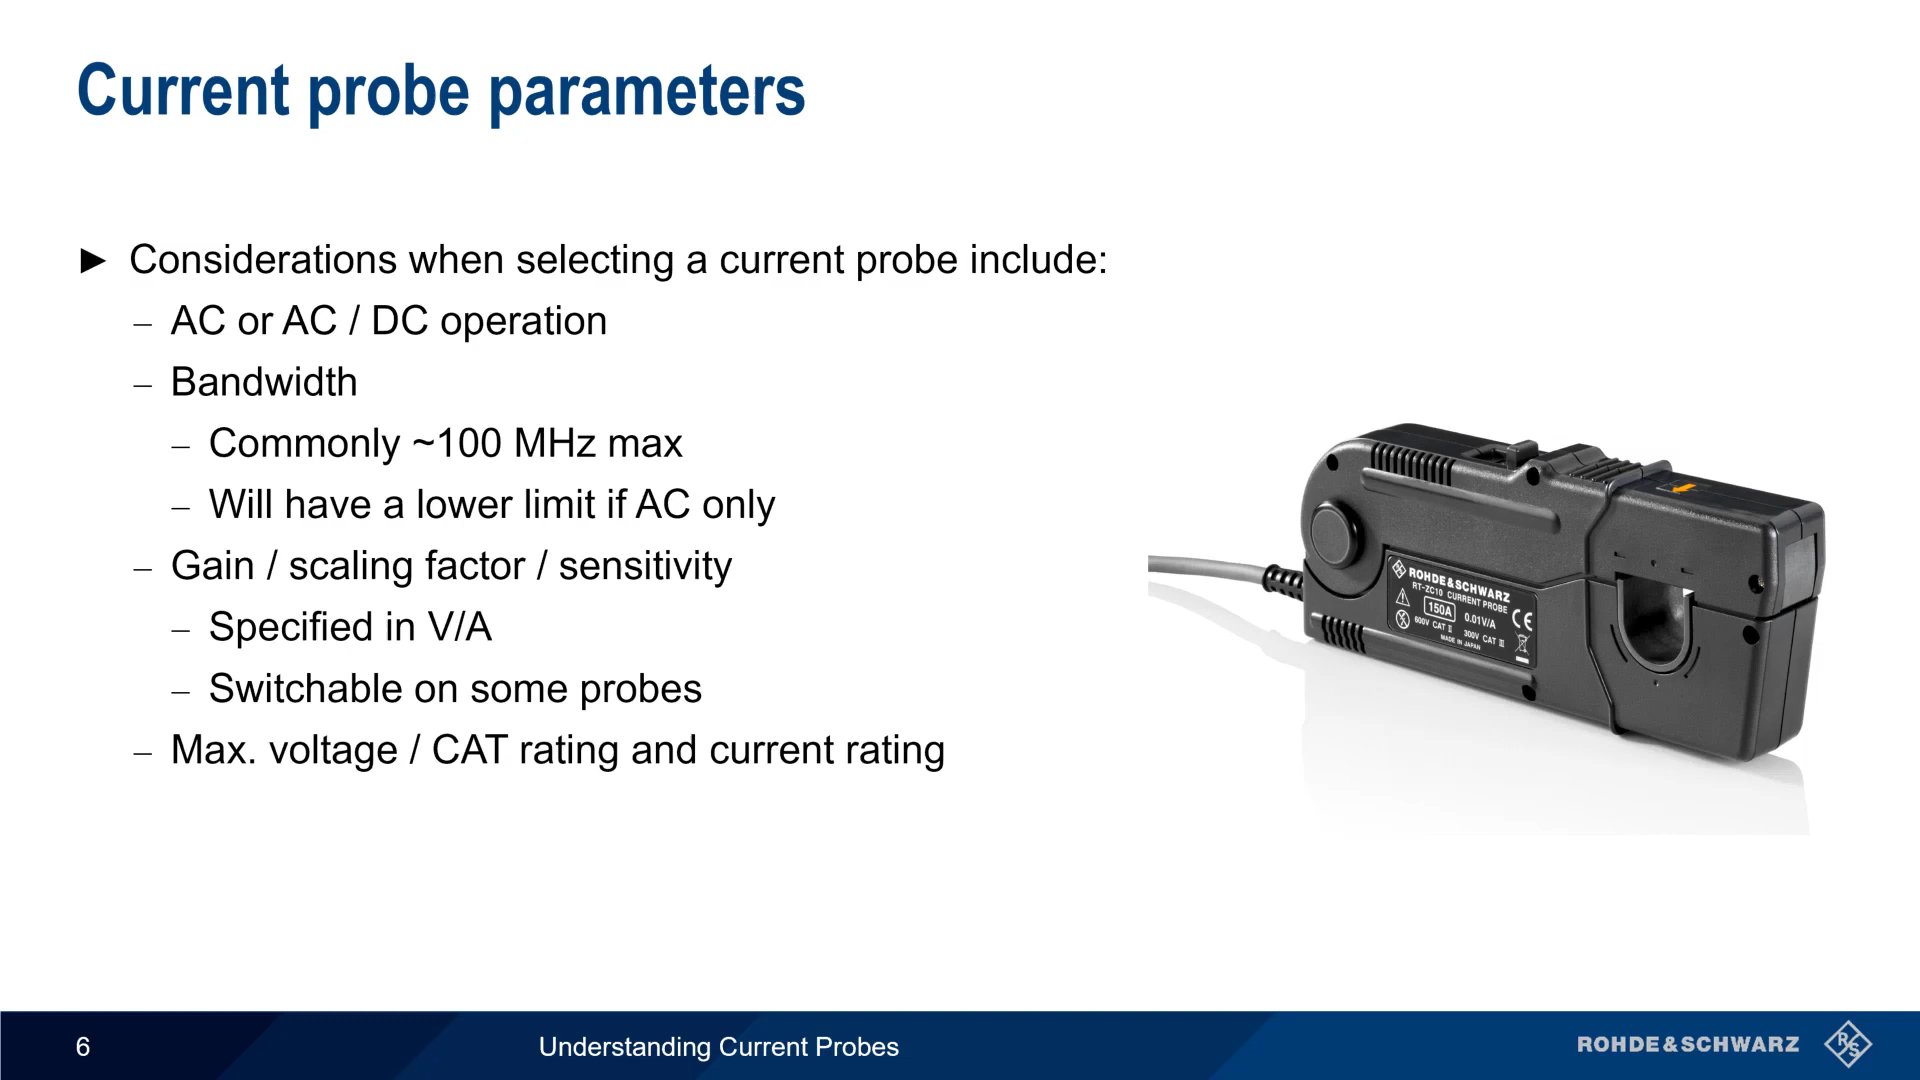 Current probe parameters
► Considerations when selecting a current probe include:
– AC or AC / DC operation
– Bandwidth
– Commonly ~100 MHz max
– Will have a lower limit if AC only
– Gain / scaling factor / sensitivity
– Specified in V/A
– Switchable on some probes
– Max. voltage / CAT rating and current rating
ROHDE&SCHWARZ
RT-ZC10 CURRENT PROBE
150A 0.01V/A
600V CAT II 300V CAT III
MADE IN JAPAN
CE
6
Understanding Current Probes
ROHDE&SCHWARZ
R&S